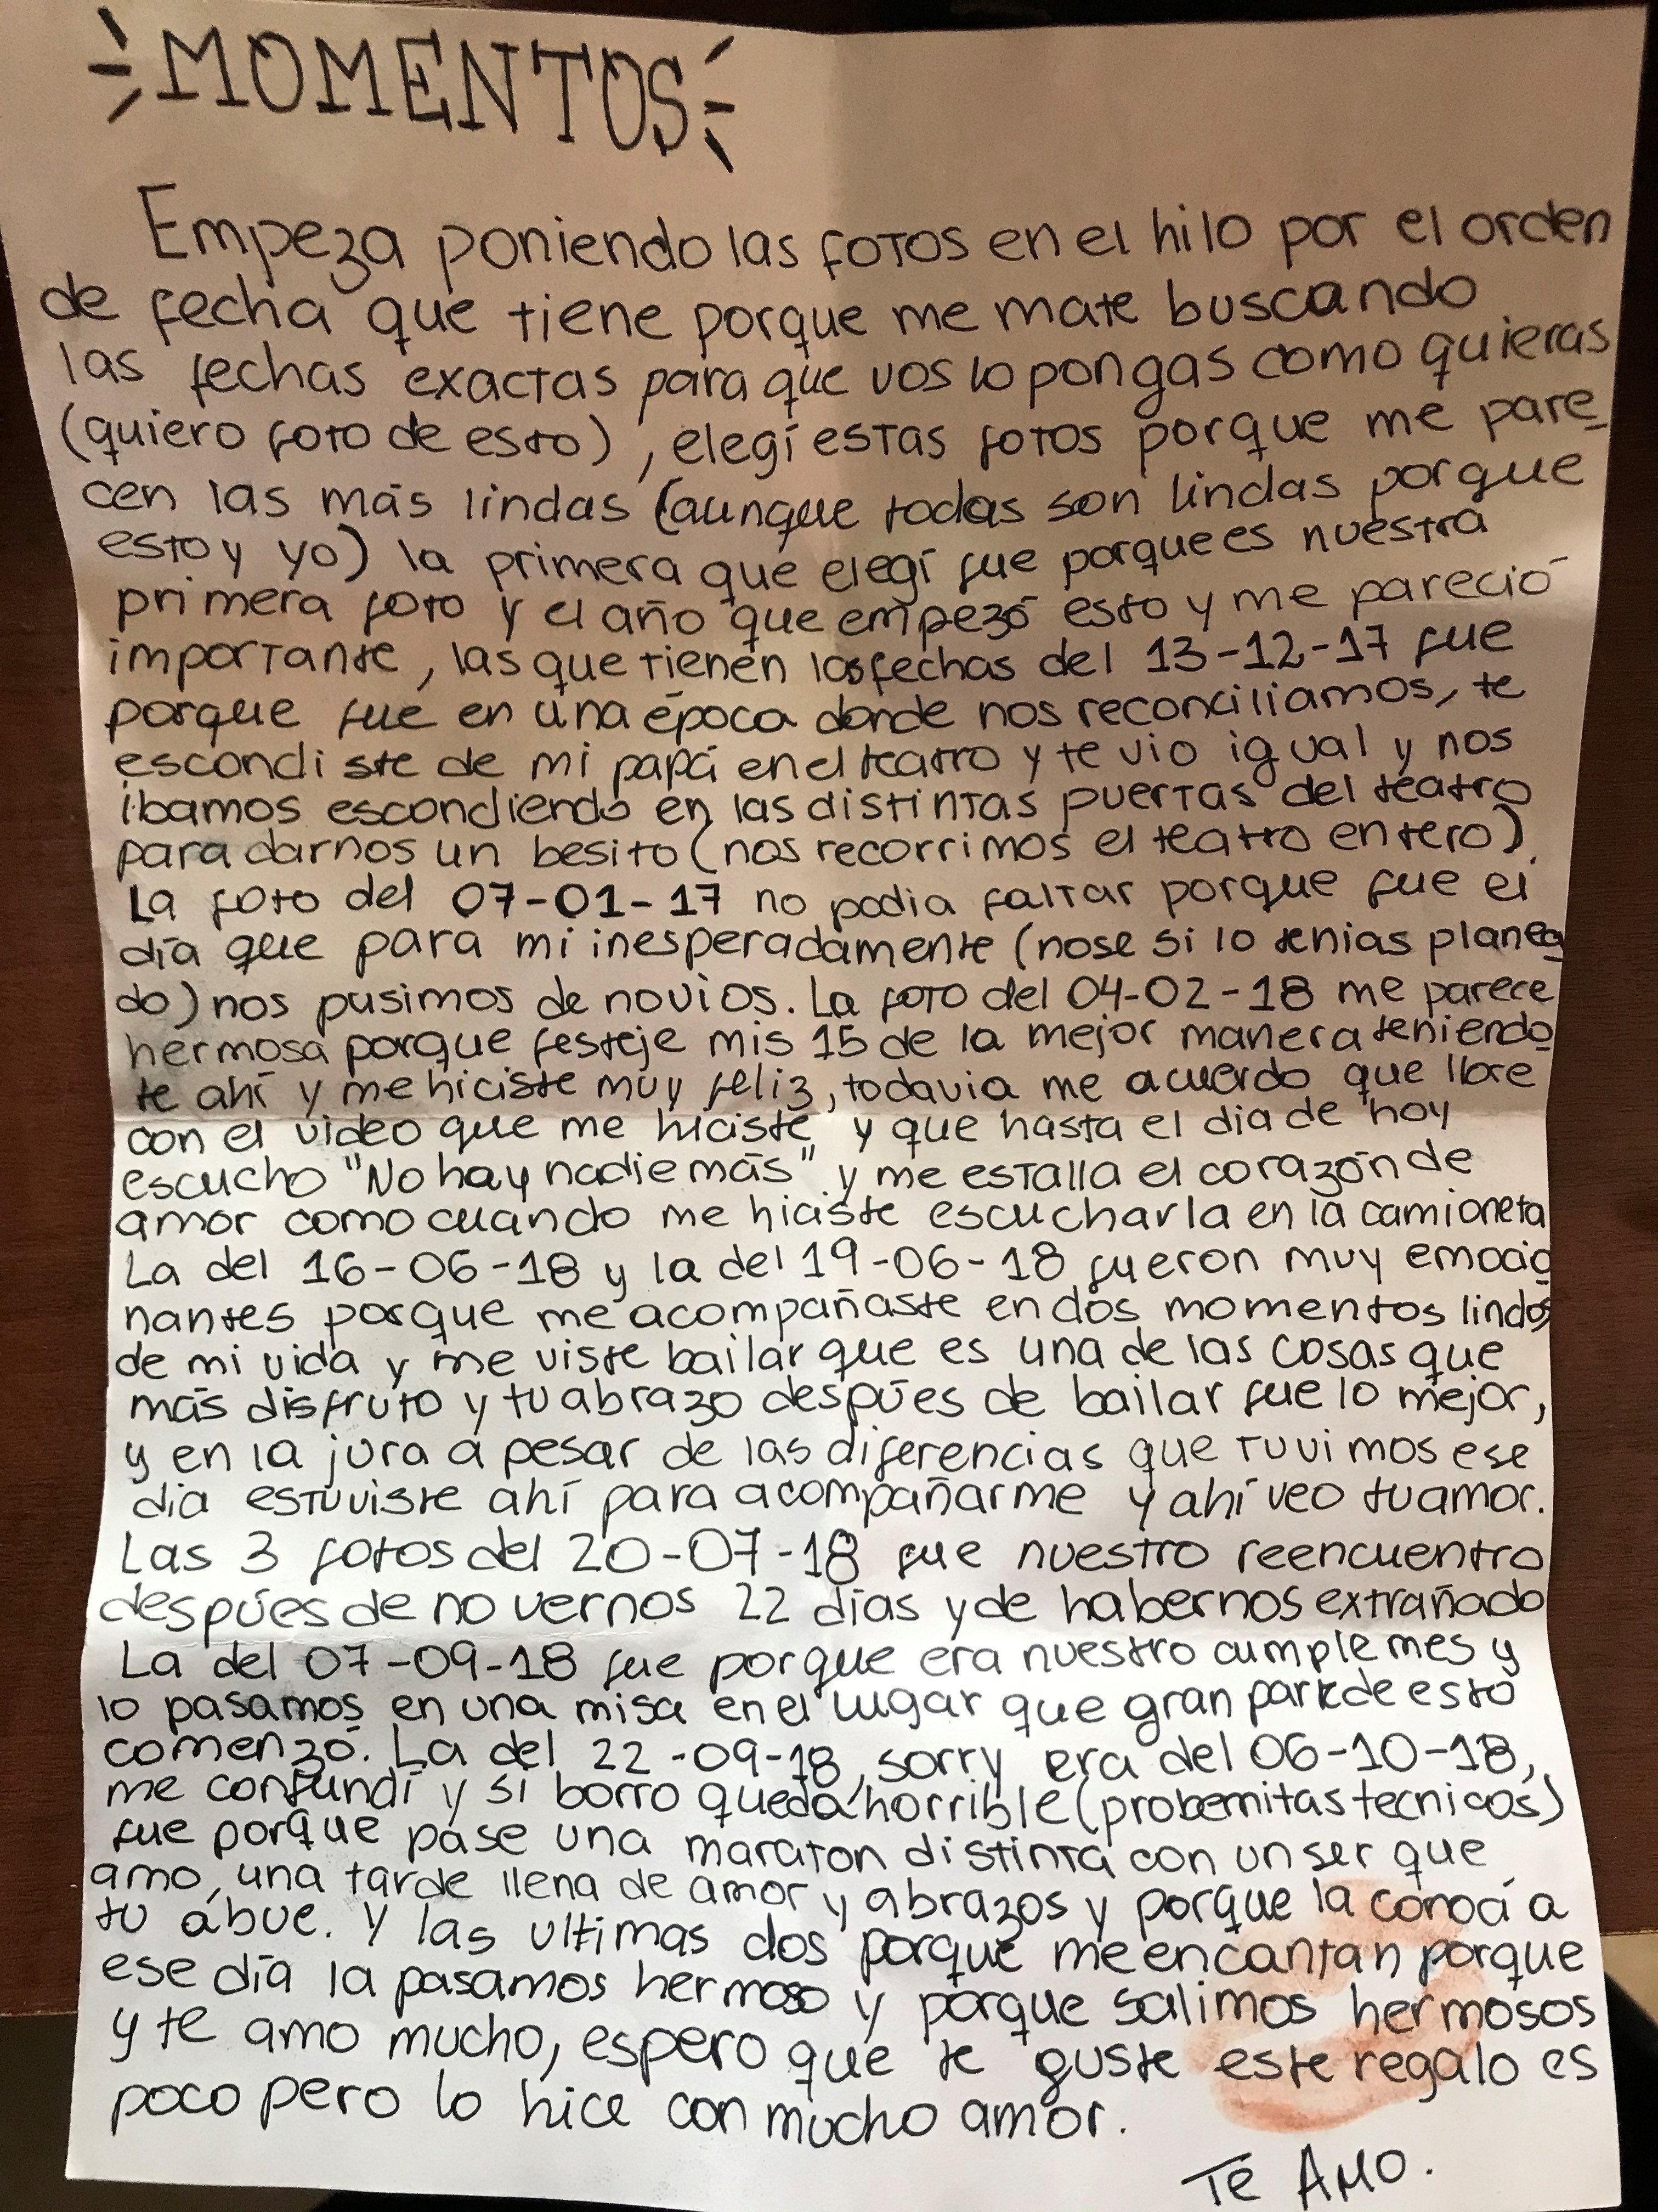 MOMENTOS
Empeza poniendo las fotos en el hilo por el orden
de fecha que tiene porque me mate buscando
las fechas exactas para que vos lo pongas como quieras
(quiero foto de esto), elegí estas fotos porque me pare
cen las más lindas (aunque todas son lindas porque
estoy yo) la primera que elegí fue porque es nuestra
primera foto y el año que empezó esto y me pareció
importante, las que tienen las fechas del 13-12-17 fue
porque fue en una época donde nos reconciliamos, te
escondiste de mi papá en el teatro y te vio igual y nos
ibamos escondiendo en las distintas puertas del teatro
para darnos un besito (nos recorrimos el teatro entero).
La foto del 07-01-17 no podia faltar porque fue el
día que para mi inesperadamente (nose si lo tenias planea
do) nos pusimos de novios. La foto del 04-02-18 me parece
hermosa porque festeje mis 15 de la mejor manera teniendo
te ahí y me hiciste muy feliz, todavia me acuerdo que llore
con el video que me hiciste y que hasta el dia de hoy
escucho "No hay nadie más" y me estalla el corazón de
amor como cuando me hiciste escucharla en la camioneta
La del 16-06-18 y la del 19-06-18 fueron muy emocio
nantes porque me acompañaste en dos momentos lindos
de mi vida y me viste bailar que es una de las cosas que
más disfruto y tu abrazo despúes de bailar fue lo mejor,
y en la jura a pesar de las diferencias que tuvimos ese
dia estuviste ahí para acompañarme y ahí veo tu amor.
Las 3 fotos del 20-07-18 fue nuestro reencuentro
despúes de no vernos 22 días y de habernos extrañado
La del 07-09-18 fue porque era nuestro cumple mes y
lo pasamos en una misa en el lugar que gran parte de esto
comenzó. La del 22-09-18, sorry era del 06-10-18,
me confundí y si borro queda horrible (probemitas tecnicos)
fue porque pase una maraton distinta con un ser que
amo, una tarde llena de amor y abrazos y porque la conocí a
tu abue. Y las ultimas dos porque me encantan porque
ese día la pasamos hermoso y porque salimos hermosos
y te amo mucho, espero que te guste este regalo es
poco pero lo hice con mucho amor.
TE AMO.